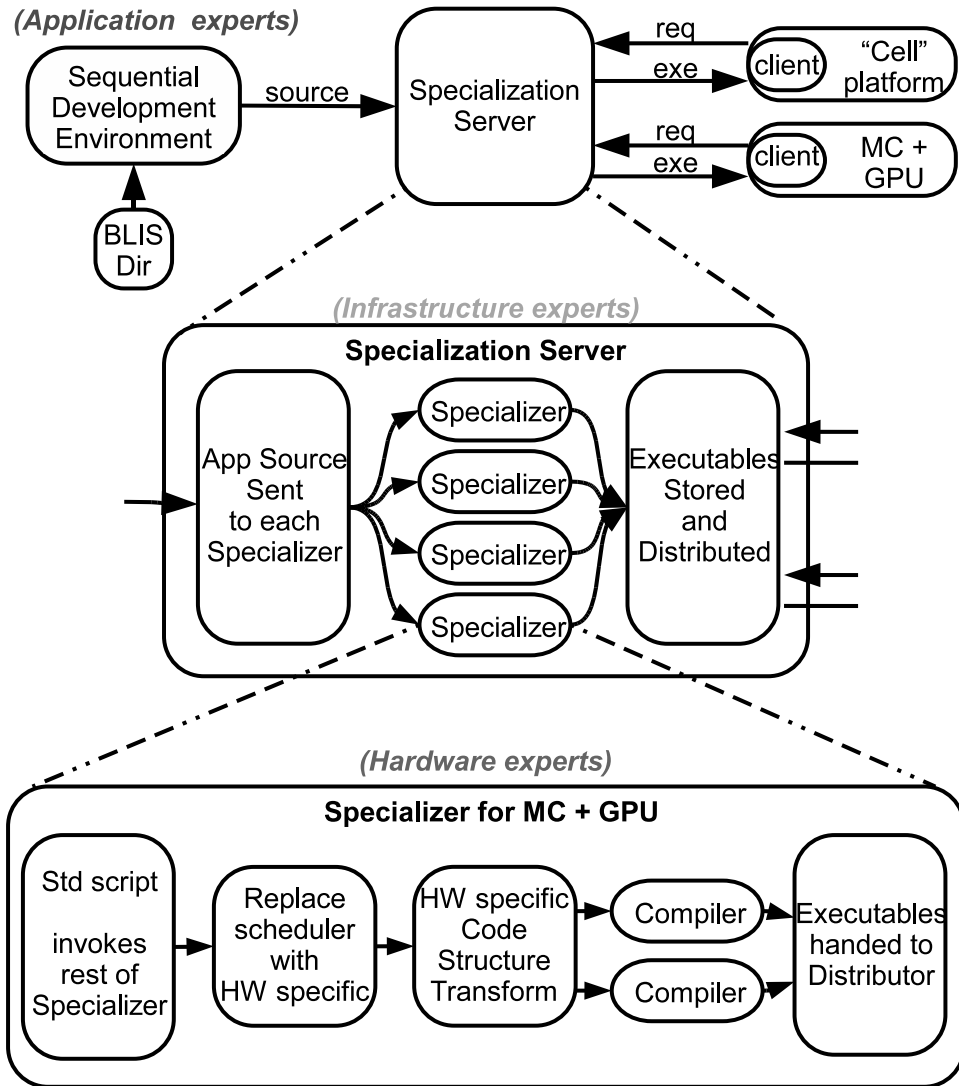 (Application experts)
Sequential
Development
Environment
source
BLIS
Dir
Specialization
Server
req
exe
client
“Cell”
platform
req
exe
client
MC +
GPU
(Infrastructure experts)
Specialization Server
App Source
Sent
to each
Specializer
Specializer
Specializer
Specializer
Specializer
Executables
Stored
and
Distributed
(Hardware experts)
Specializer for MC + GPU
Std script
invokes
rest of
Specializer
Replace
scheduler
with
HW specific
HW specific
Code
Structure
Transform
Compiler
Compiler
Executables
handed to
Distributor